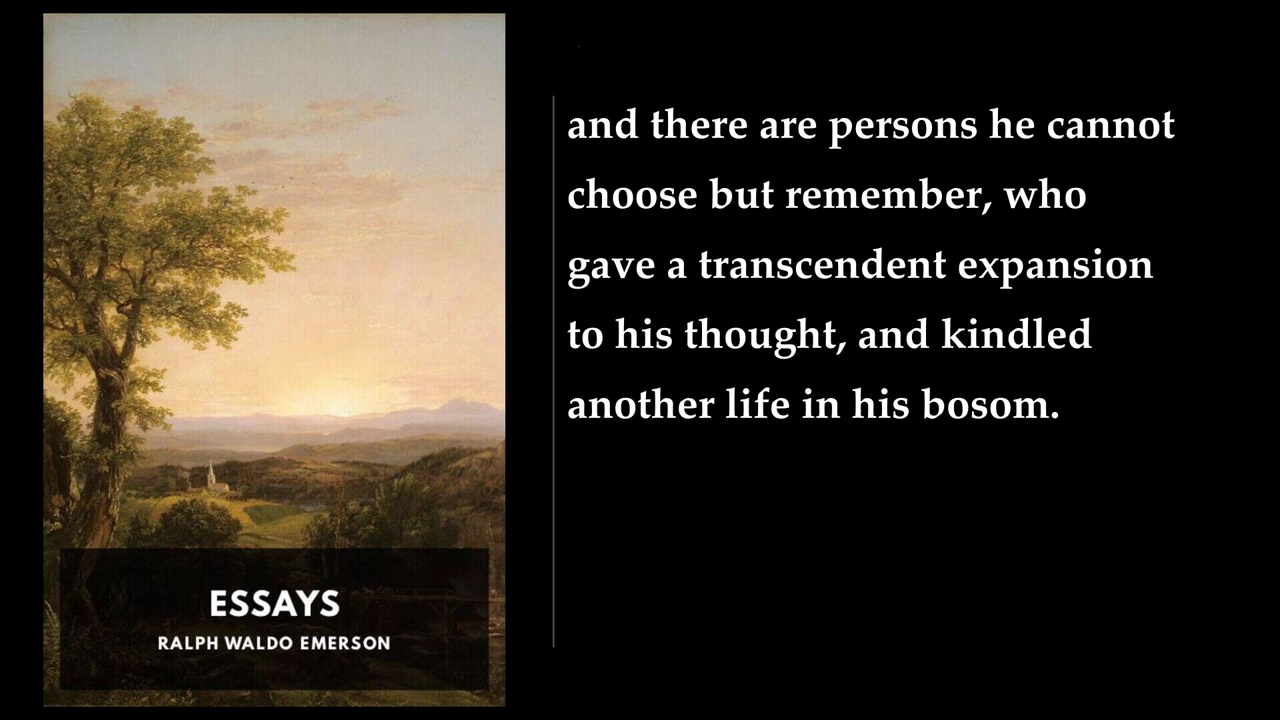 and there are persons he cannot
choose but remember, who
gave a transcendent expansion
to his thought, and kindled
another life in his bosom.
ESSAYS
RALPH WALDO EMERSON